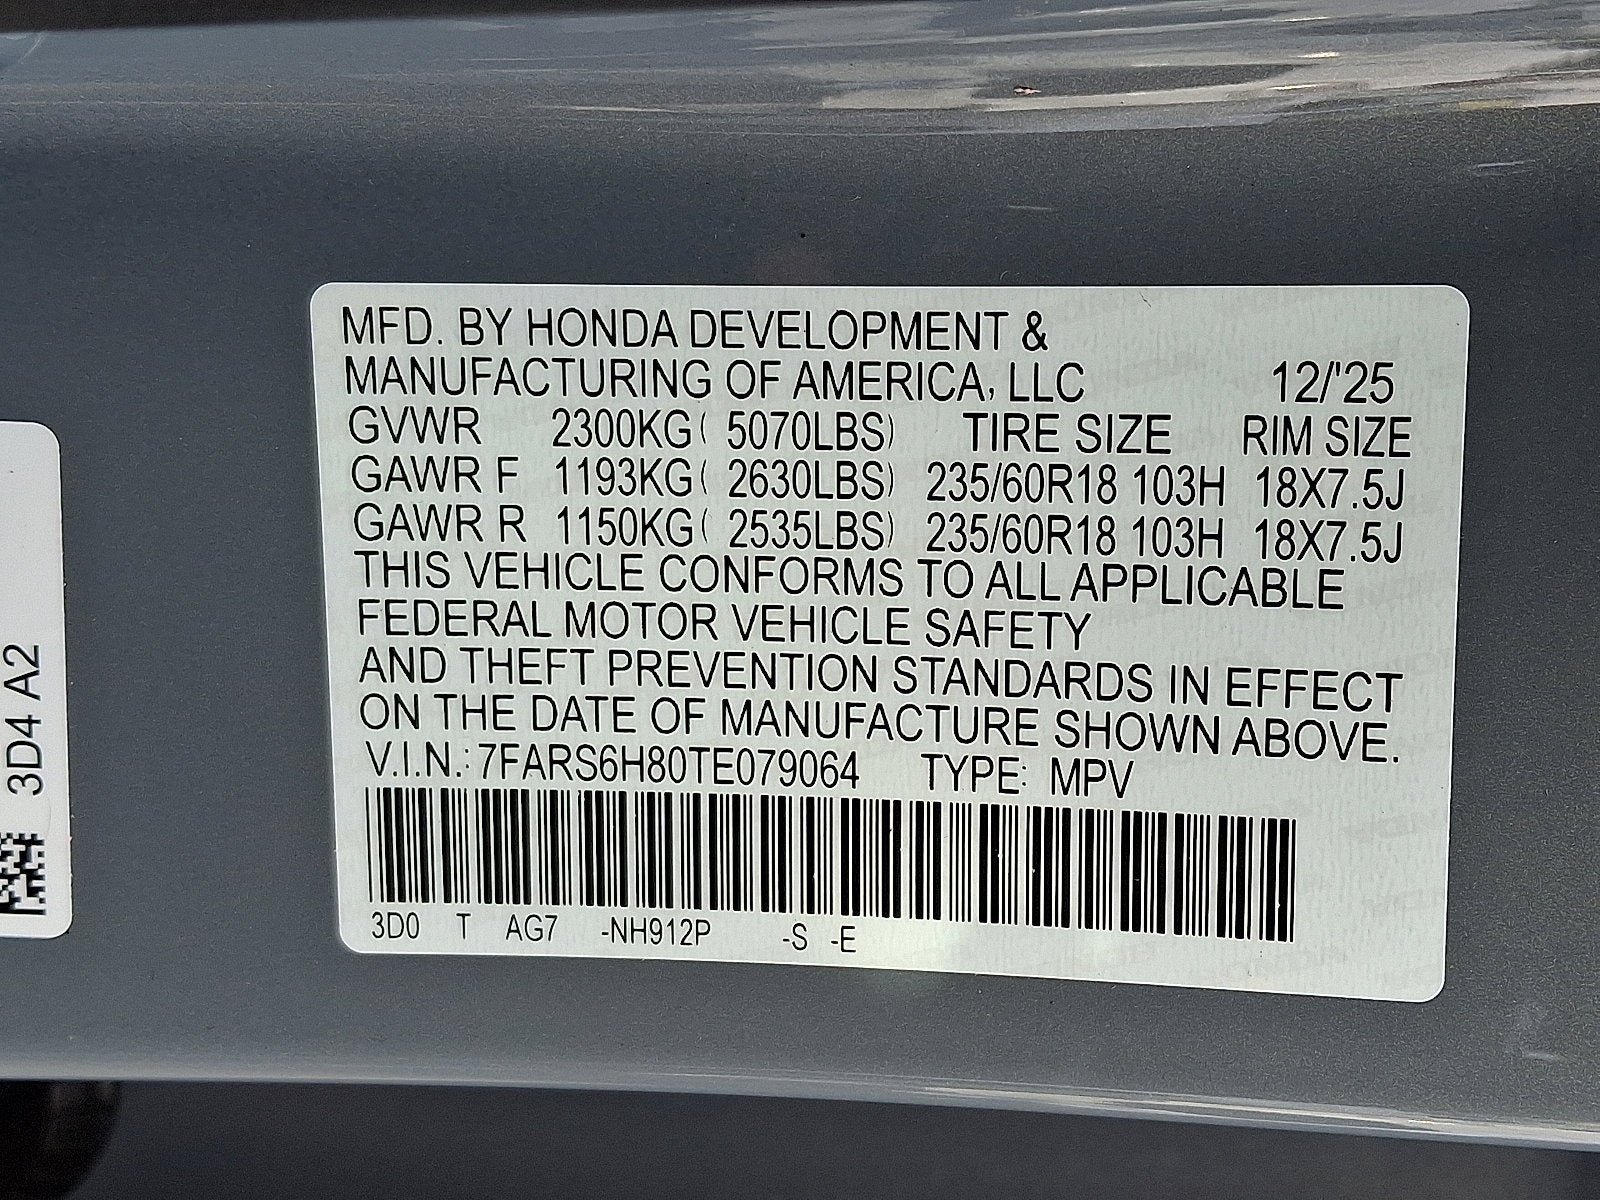 MFD. BY HONDA DEVELOPMENT &
MANUFACTURING OF AMERICA, LLC 12/'25
GVWR 2300KG( 5070LBS) TIRE SIZE RIM SIZE
GAWR F 1193KG( 2630LBS) 235/60R18 103H 18X7.5J
GAWR R 1150KG( 2535LBS) 235/60R18 103H 18X7.5J
THIS VEHICLE CONFORMS TO ALL APPLICABLE
FEDERAL MOTOR VEHICLE SAFETY
AND THEFT PREVENTION STANDARDS IN EFFECT
ON THE DATE OF MANUFACTURE SHOWN ABOVE.
V.I.N.: 7FARS6H80TE079064 TYPE: MPV
3D0 T AG7 -NH912P -S -E
3D4 A2